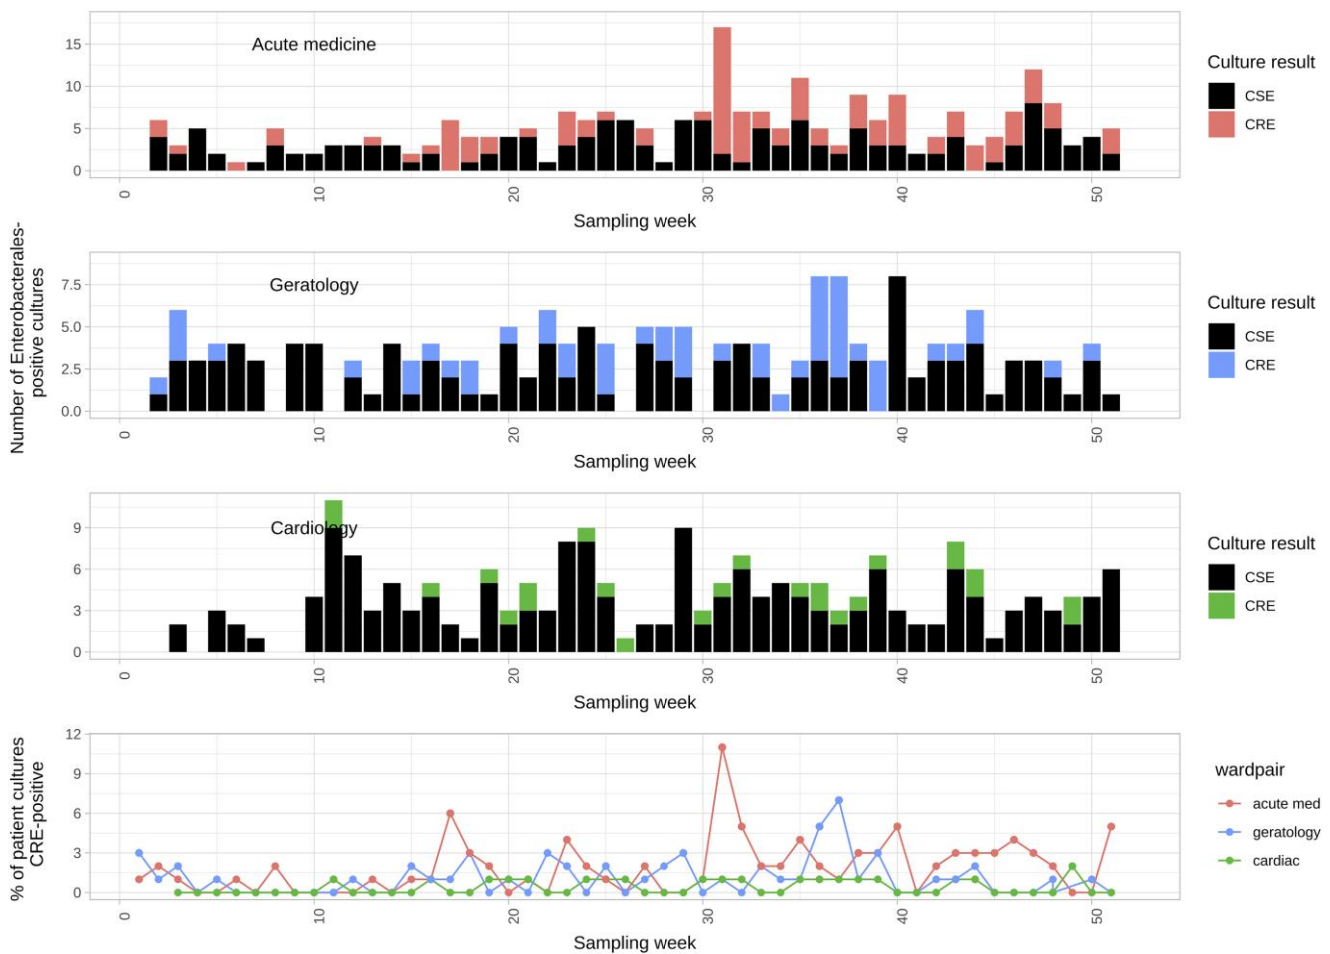 Acute medicine
15
10
5
0
0
10
20
30
40
50
Sampling week
Culture result
CSE
CRE
Number of Enterobacterales-
positive cultures
Geratology
7.5
5.0
2.5
0.0
0
10
20
30
40
50
Sampling week
Culture result
CSE
CRE
Cardiology
9
6
3
0
0
10
20
30
40
50
Sampling week
Culture result
CSE
CRE
% of patient cultures
CRE-positive
12
9
6
3
0
0
10
20
30
40
50
Sampling week
wardpair
acute med
geratology
cardiac